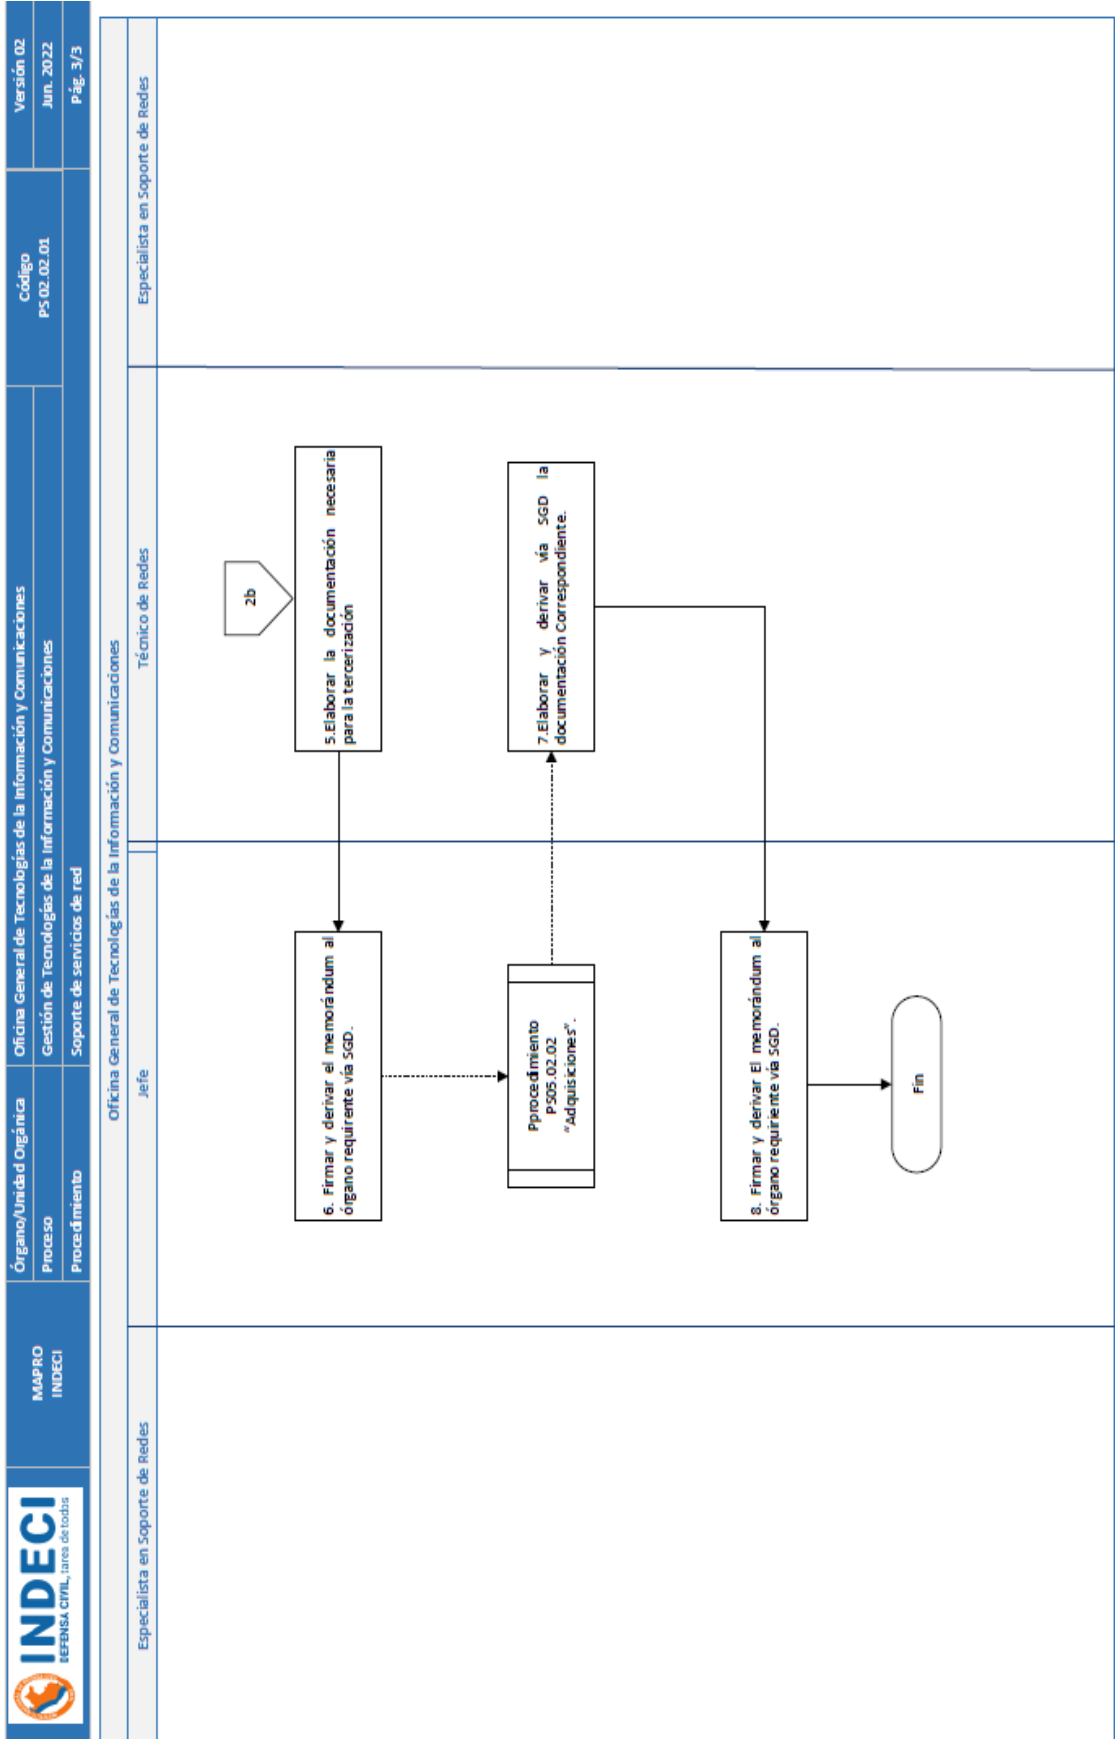 INDECI
DEFENSA CIVIL, tarea de todos
MAPRO
INDECI
Órgano/Unidad Orgánica
Oficina General de Tecnologías de la Información y Comunicaciones
Código
PS 02.02.01
Versión 02
Proceso
Gestión de Tecnologías de la Información y Comunicaciones
Jun. 2022
Procedimiento
Soporte de servicios de red
Pág. 3/3
Oficina General de Tecnologías de la Información y Comunicaciones
Especialista en Soporte de Redes
Jefe
Técnico de Redes
Especialista en Soporte de Redes
2b
5.Elaborar la documentación necesaria
para la tercerización
6. Firmar y derivar el memorándum al
órgano requirente vía SGD.
Pprocedimiento
PS05.02.02
“Adquisiciones”.
7.Elaborar y derivar vía SGD la
documentación Correspondiente.
8. Firmar y derivar El memorándum al
órgano requiriente vía SGD.
Fin